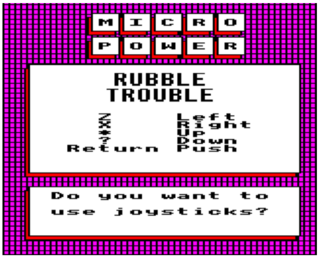 MICRO
POWER
RUBBLE
TROUBLE
Z Left
X Right
* Up
? Down
Return Push
Do you want to
use joysticks?